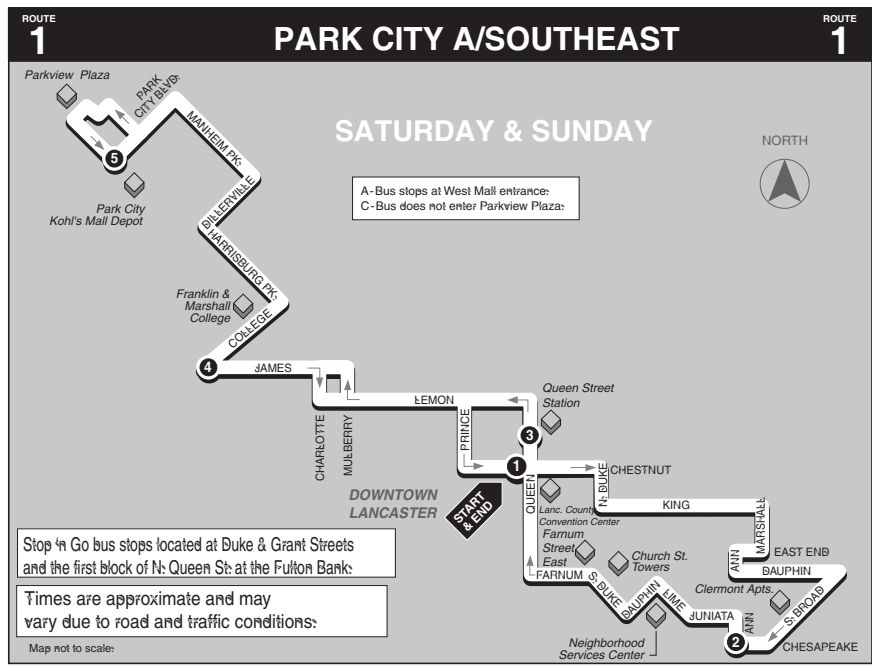 ROUTE
1
PARK CITY A/SOUTHEAST
ROUTE
1
Parkview Plaza
PARK
CITY BLVD.
SATURDAY & SUNDAY
NORTH
MANHEIM PK.
5
A-Bus stops at West Mall entrance.
C-Bus does not enter Parkview Plaza.
Park City
Kohl's Mall Depot
DILLERVILLE
HARRISBURG PK.
Franklin &
Marshall
College
COLLEGE
4
JAMES
CHARLOTTE
MULBERRY
LEMON
Queen Street
Station
PRINCE
3
1
CHESTNUT
N. DUKE
DOWNTOWN
LANCASTER
START
& END
QUEEN
Lanc. County
Convention Center
KING
MARSHALL
Farnum
Street
East
Church St.
Towers
ANN
EAST END
DAUPHIN
FARNUM
S. DUKE
DAUPHIN
LIME
JUNIATA
ANN
Clermont Apts.
S. BROAD
2
CHESAPEAKE
Neighborhood
Services Center
Stop 'n Go bus stops located at Duke & Grant Streets
and the first block of N. Queen St. at the Fulton Bank.
Times are approximate and may
vary due to road and traffic conditions.
Map not to scale.